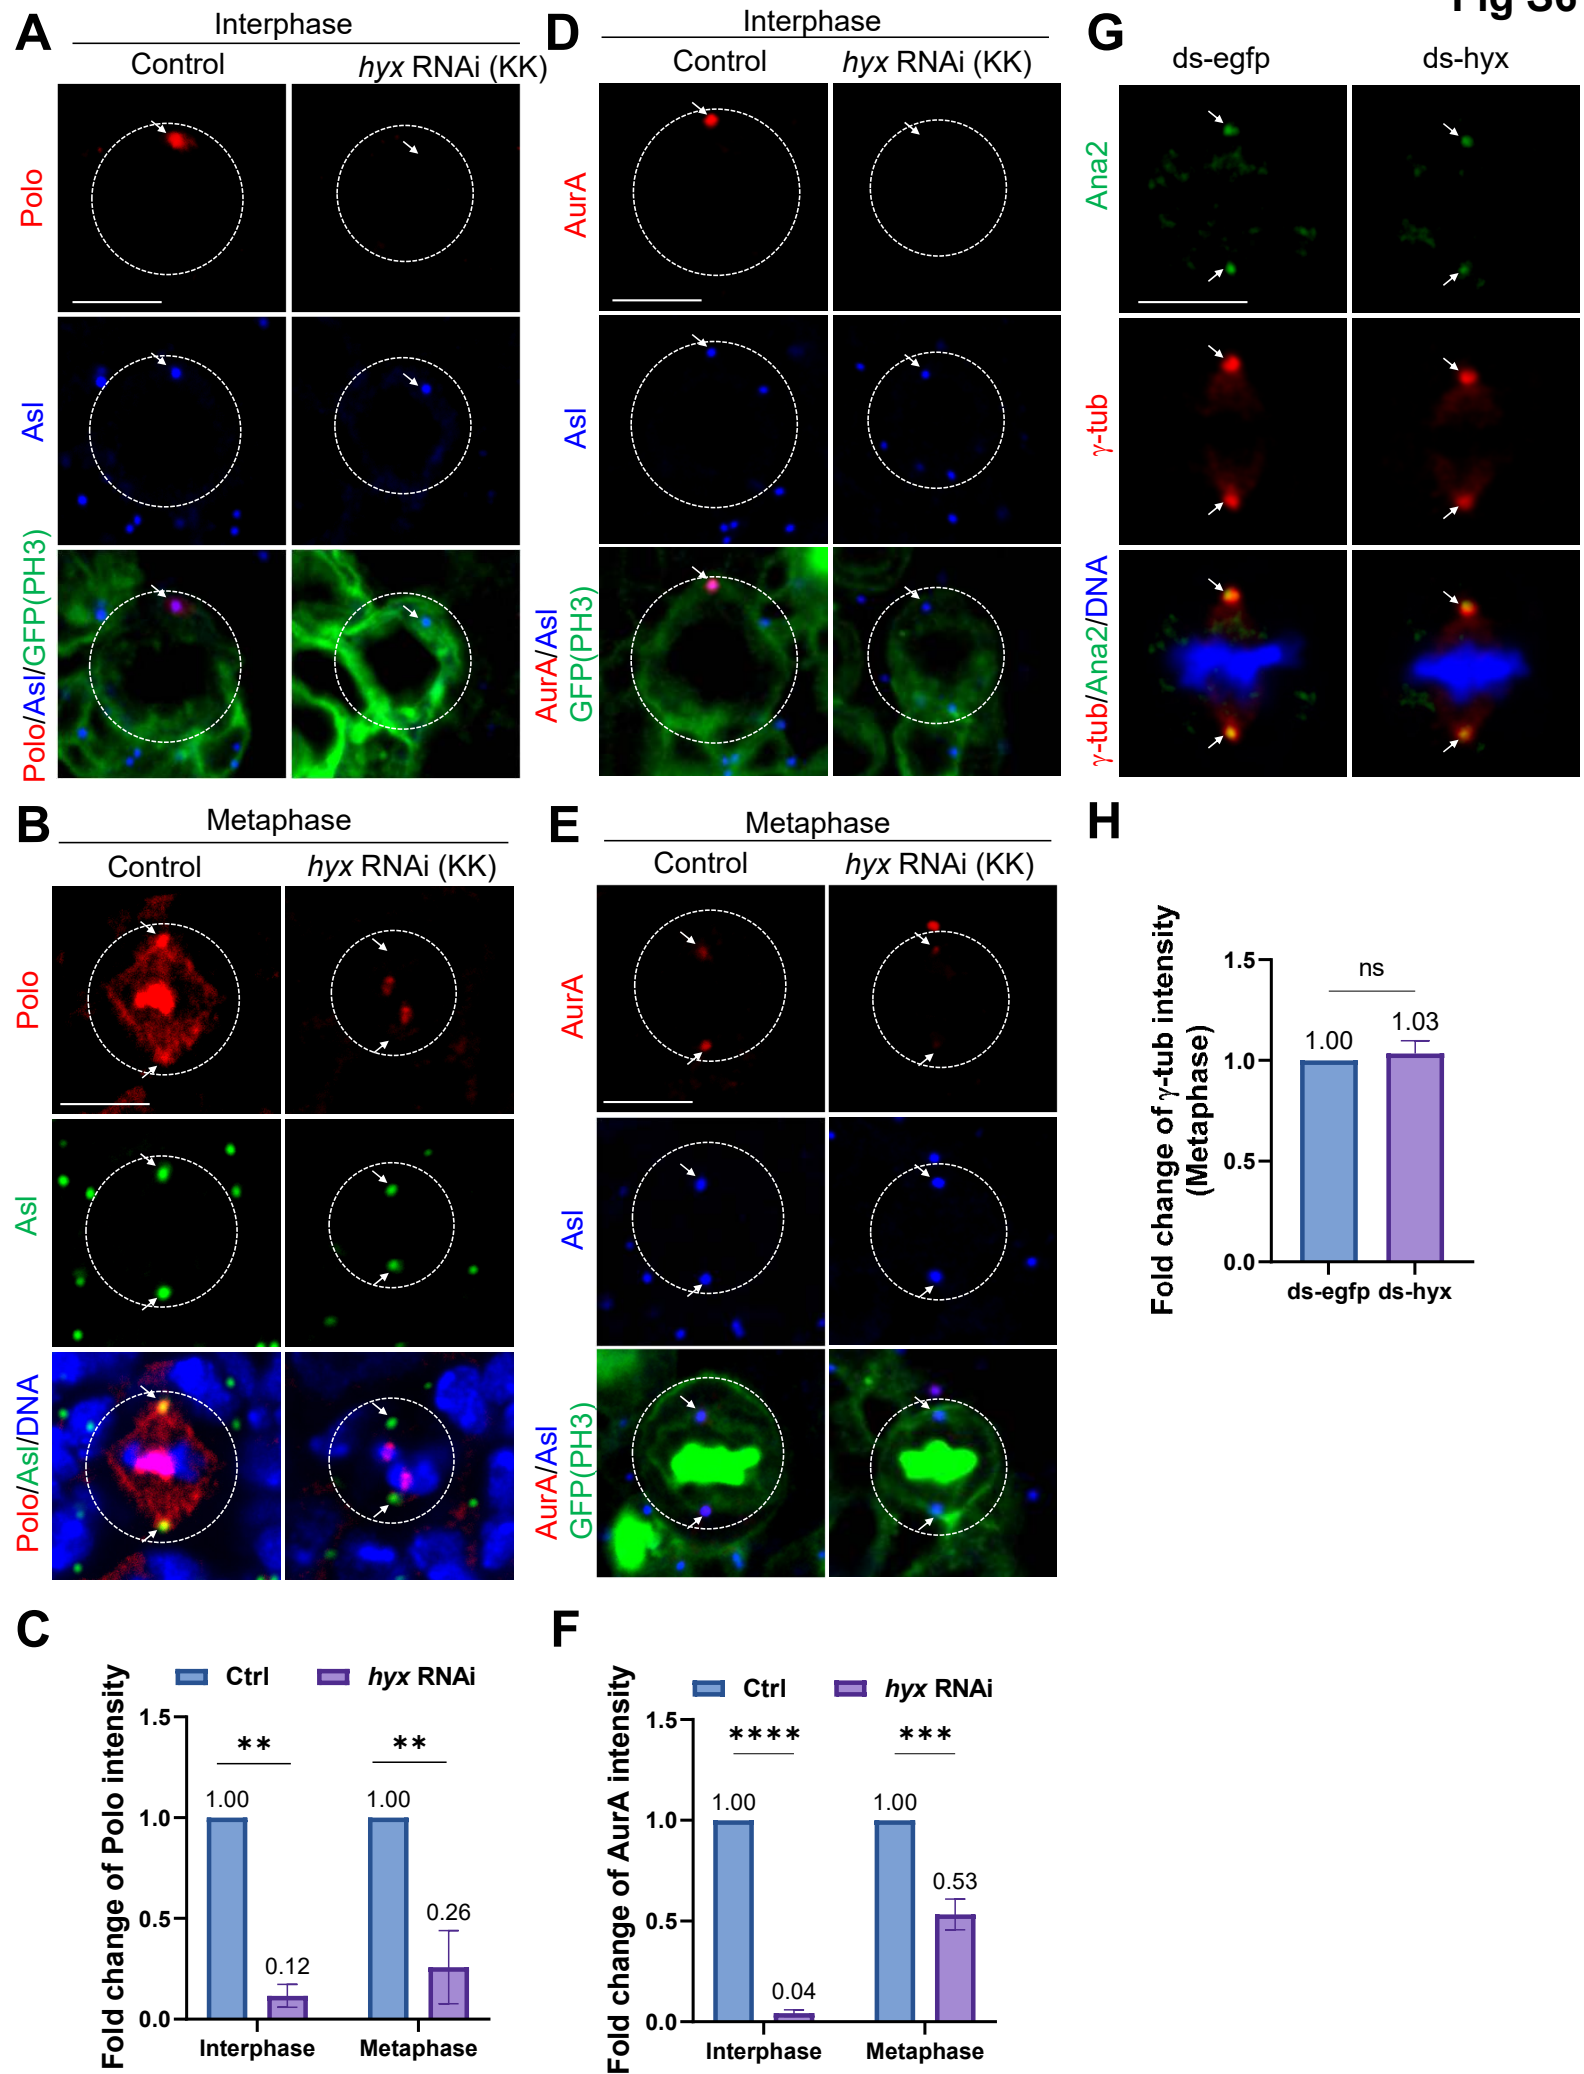 Fig S6
A
Interphase
Control
hyx RNAi (KK)
Polo
Asl
Polo/Asl/GFP(PH3)
B
Metaphase
Control
hyx RNAi (KK)
Polo
Asl
Polo/Asl/DNA
C
Ctrl
hyx RNAi
Fold change of Polo intensity
1.5
1.0
0.5
0.0
**
**
1.00
0.12
1.00
0.26
Interphase
Metaphase
D
Interphase
Control
hyx RNAi (KK)
AurA
Asl
AurA/Asl
GFP(PH3)
E
Metaphase
Control
hyx RNAi (KK)
AurA
Asl
AurA/Asl
GFP(PH3)
F
Ctrl
hyx RNAi
Fold change of AurA intensity
1.5
1.0
0.5
0.0
****
***
1.00
0.04
1.00
0.53
Interphase
Metaphase
G
ds-egfp
ds-hyx
Ana2
γ-tub
γ-tub/Ana2/DNA
H
Fold change of γ-tub intensity
(Metaphase)
1.5
1.0
0.5
0.0
ns
1.00
1.03
ds-egfp
ds-hyx